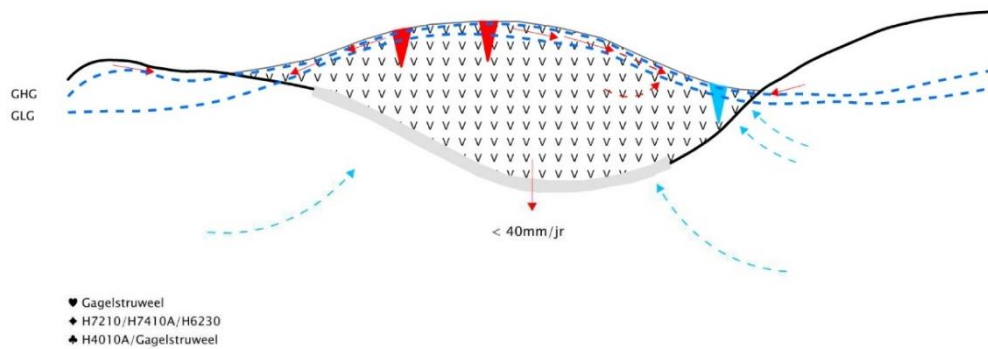 GHG
GLG
< 40mm/jr
♥ Gagelstruweel
♦ H7210/H7410A/H6230
♣ H4010A/Gagelstruweel